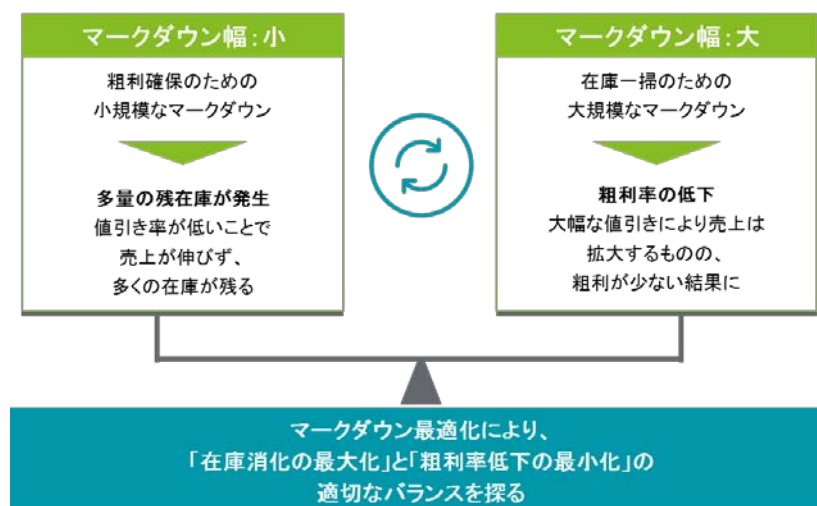 マークダウン幅：小
粗利確保のための
小規模なマークダウン
多量の残在庫が発生
値引き率が低いことで
売上が伸びず、
多くの在庫が残る
マークダウン幅：大
在庫一掃のための
大規模なマークダウン
粗利率の低下
大幅な値引きにより売上は
拡大するものの、
粗利が少ない結果に
マークダウン最適化により、
「在庫消化の最大化」と「粗利率低下の最小化」の
適切なバランスを探る